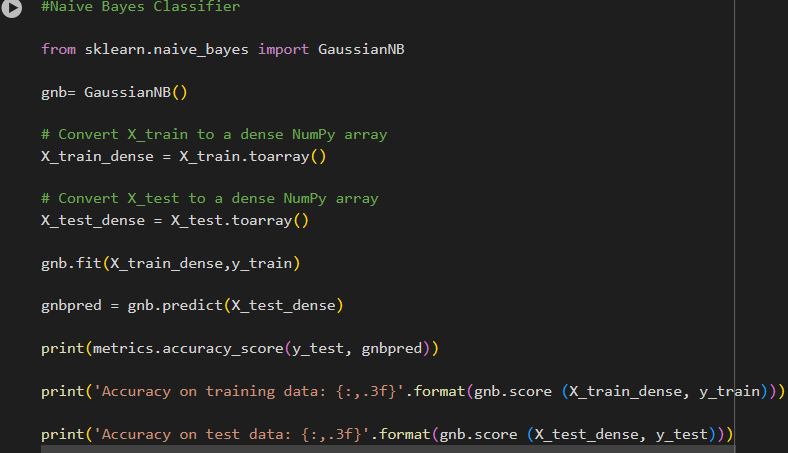 #Naive Bayes Classifier
from sklearn.naive_bayes import GaussianNB
gnb= GaussianNB()
# Convert X_train to a dense NumPy array
X_train_dense = X_train.toarray()
# Convert X_test to a dense NumPy array
X_test_dense = X_test.toarray()
gnb.fit(X_train_dense,y_train)
gnbpred = gnb.predict(X_test_dense)
print(metrics.accuracy_score(y_test, gnbpred))
print('Accuracy on training data: {:,.3f}'.format(gnb.score (X_train_dense, y_train)))
print('Accuracy on test data: {:,.3f}'.format(gnb.score (X_test_dense, y_test)))